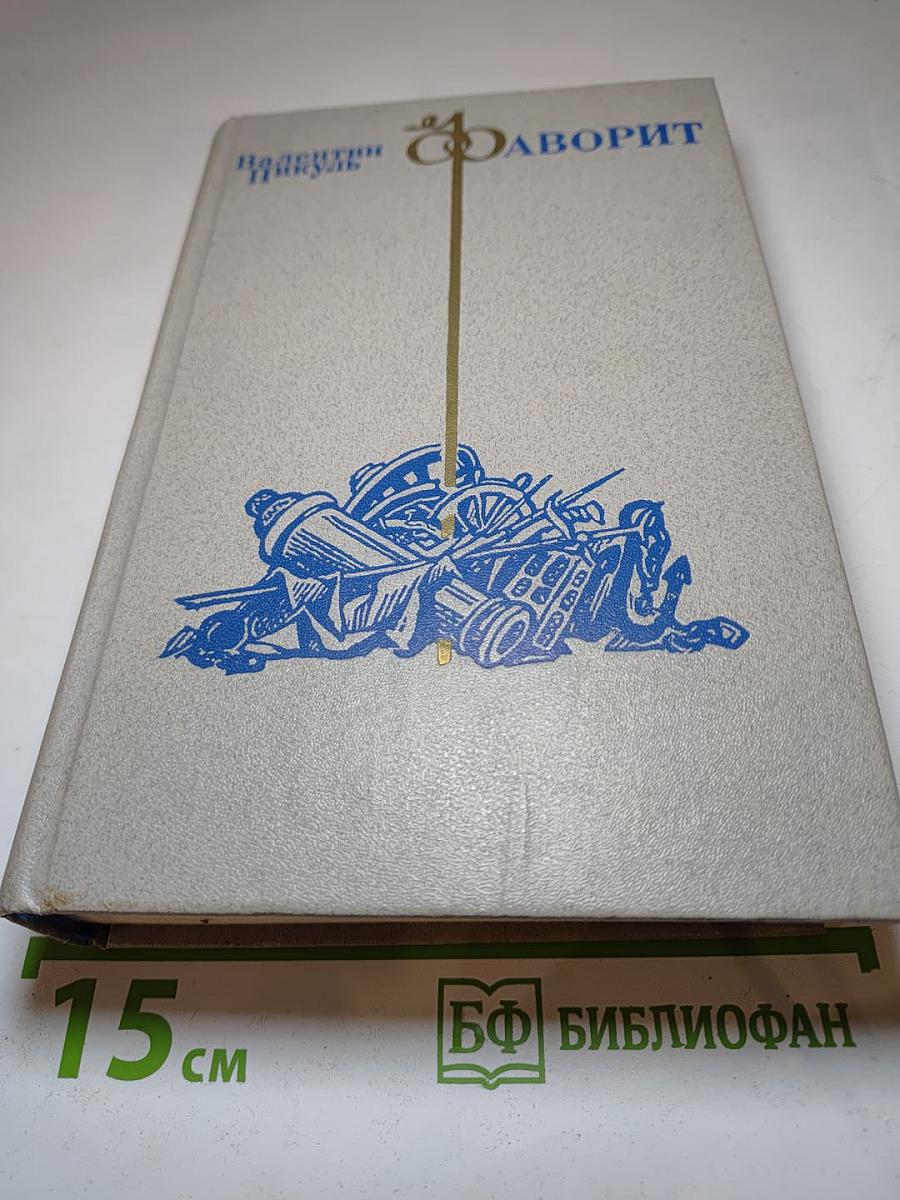 Валентин
Пикуль
ФАВОРИТ
15 см
БФ БИБЛИОФАН